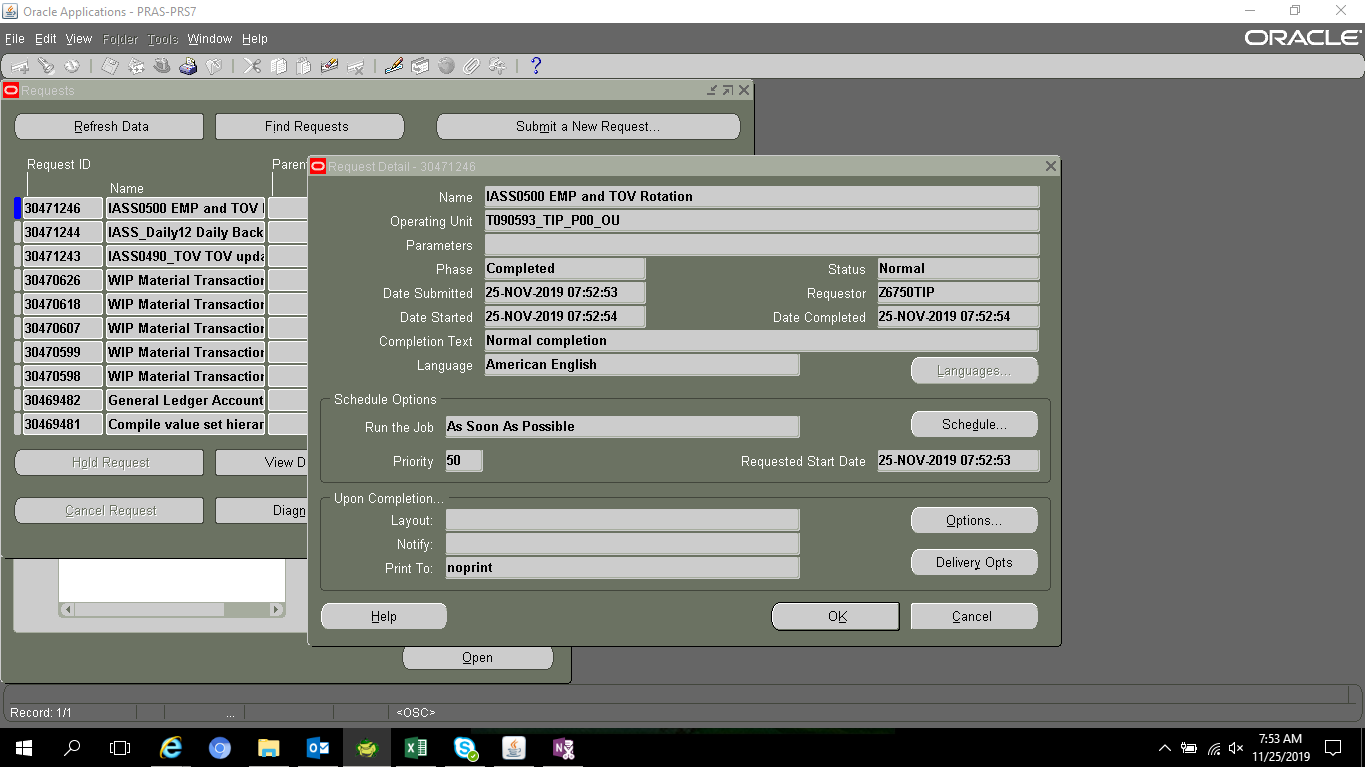 Oracle Applications - PRAS-PRS7
File Edit View Folder Tools Window Help
ORACLE
Requests
Refresh Data Find Requests Submit a New Request...
Request ID
Name
30471246 IASS0500 EMP and TOV
30471244 IASS_Daily12 Daily Back
30471243 IASS0490_TOV TOV upda
30470626 WIP Material Transaction
30470618 WIP Material Transaction
30470607 WIP Material Transaction
30470599 WIP Material Transaction
30470598 WIP Material Transaction
30469482 General Ledger Account
30469481 Compile value set hierar
Hold Request View D
Cancel Request Diagn
Open
Request Detail - 30471246
Name IASS0500 EMP and TOV Rotation
Operating Unit T090593_TIP_P00_OU
Parameters
Phase Completed Status Normal
Date Submitted 25-NOV-2019 07:52:53 Requestor Z6750TIP
Date Started 25-NOV-2019 07:52:54 Date Completed 25-NOV-2019 07:52:54
Completion Text Normal completion
Language American English
Languages...
Schedule Options
Run the Job As Soon As Possible Schedule...
Priority 50 Requested Start Date 25-NOV-2019 07:52:53
Upon Completion...
Layout: Options...
Notify:
Print To: noprint Delivery Opts
Help OK Cancel
Record: 1/1 ... <OSC>
7:53 AM
11/25/2019